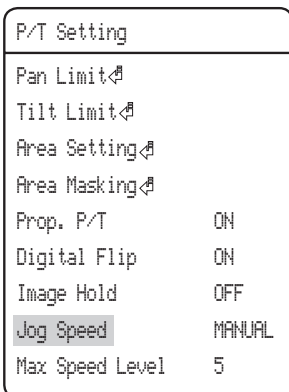 P/T Setting
Pan Limit⏎
Tilt Limit⏎
Area Setting⏎
Area Masking⏎
Prop. P/T ON
Digital Flip ON
Image Hold OFF
Jog Speed MANUAL
Max Speed Level 5